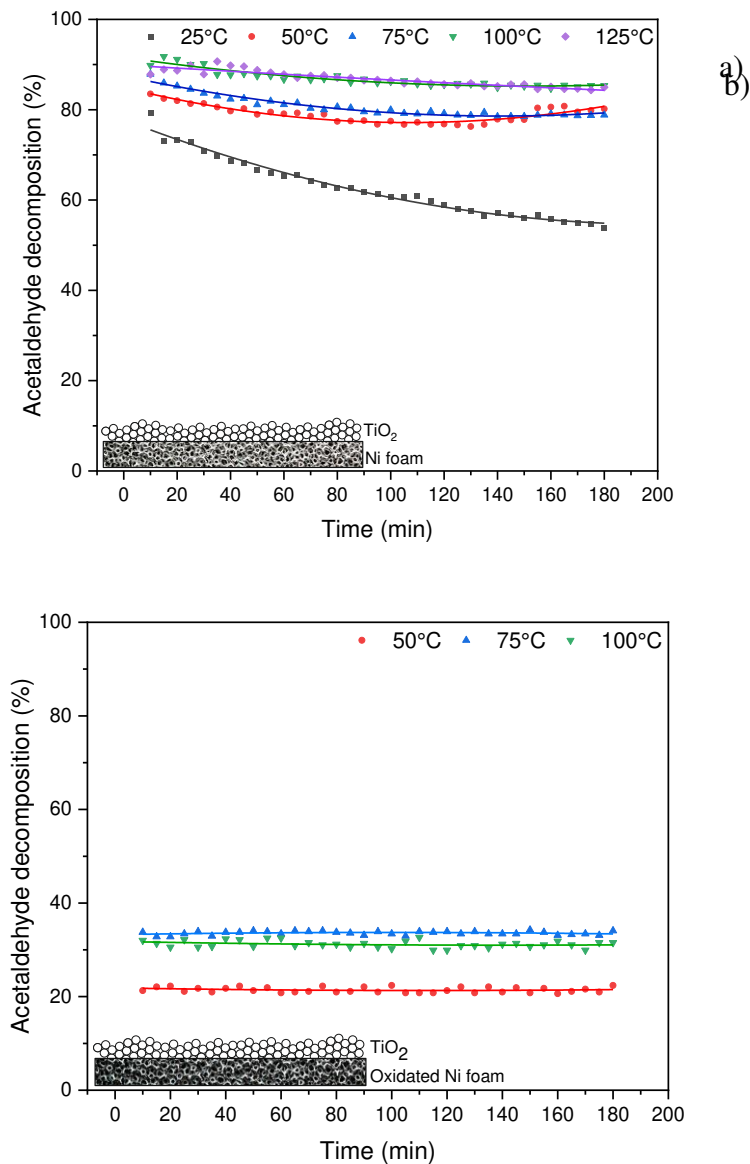 25°C 50°C 75°C 100°C 125°C
a)
b)
100
80
60
40
20
0
Acetaldehyde decomposition (%)
TiO2
Ni foam
0 20 40 60 80 100 120 140 160 180 200
Time (min)
50°C 75°C 100°C
100
80
60
40
20
0
Acetaldehyde decomposition (%)
TiO2
Oxidated Ni foam
0 20 40 60 80 100 120 140 160 180 200
Time (min)